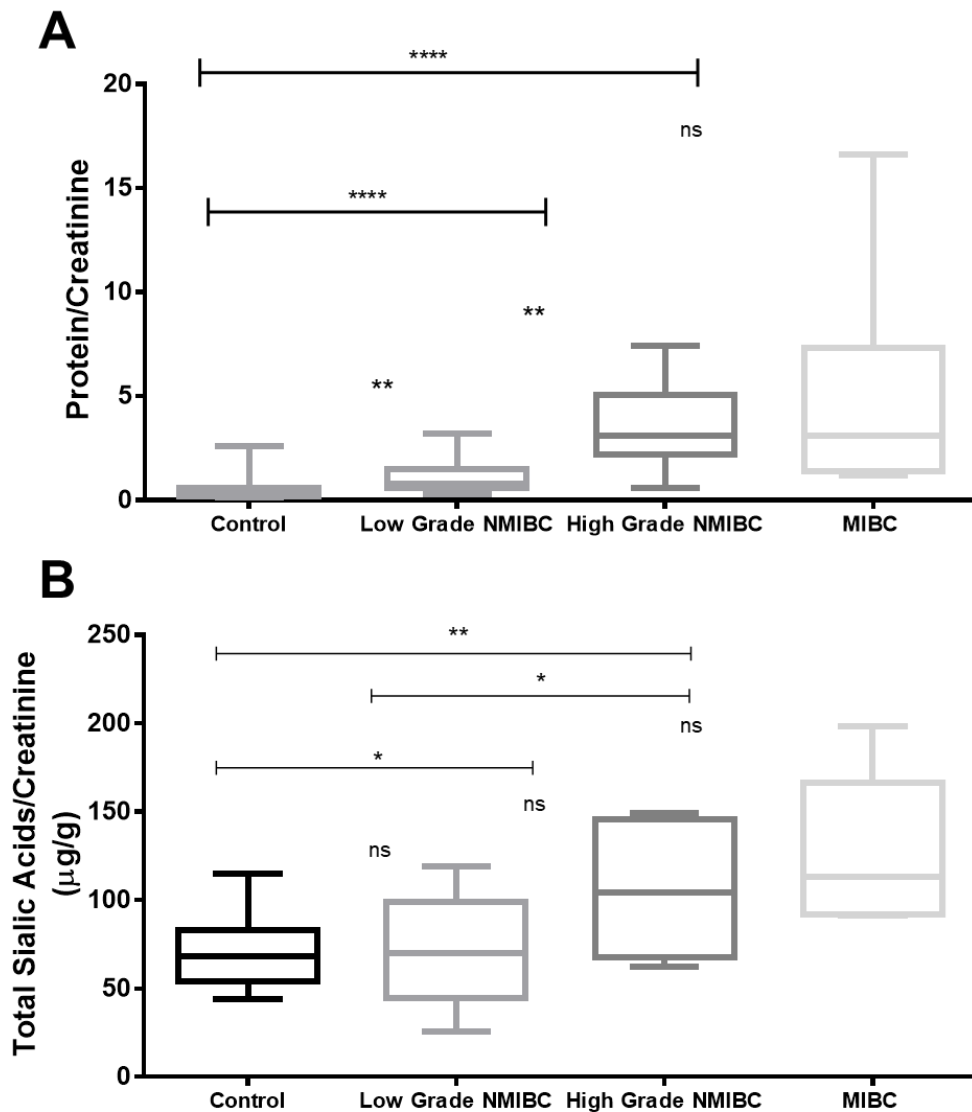 A
****
20
ns
15
****
10
**
**
5
0
Protein/Creatinine
Control Low Grade NMIBC High Grade NMIBC MIBC
B
250
**
*
200
ns
*
150
ns
ns
100
50
0
Total Sialic Acids/Creatinine
(µg/g)
Control Low Grade NMIBC High Grade NMIBC MIBC